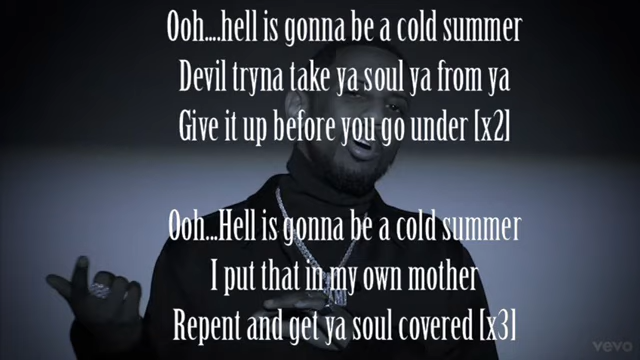 Ooh....hell is gonna be a cold summer
Devil tryna take ya soul ya from ya
Give it up before you go under [x2]
Ooh...Hell is gonna be a cold summer
I put that in my own mother
Repent and get ya soul covered [x3]
vevo